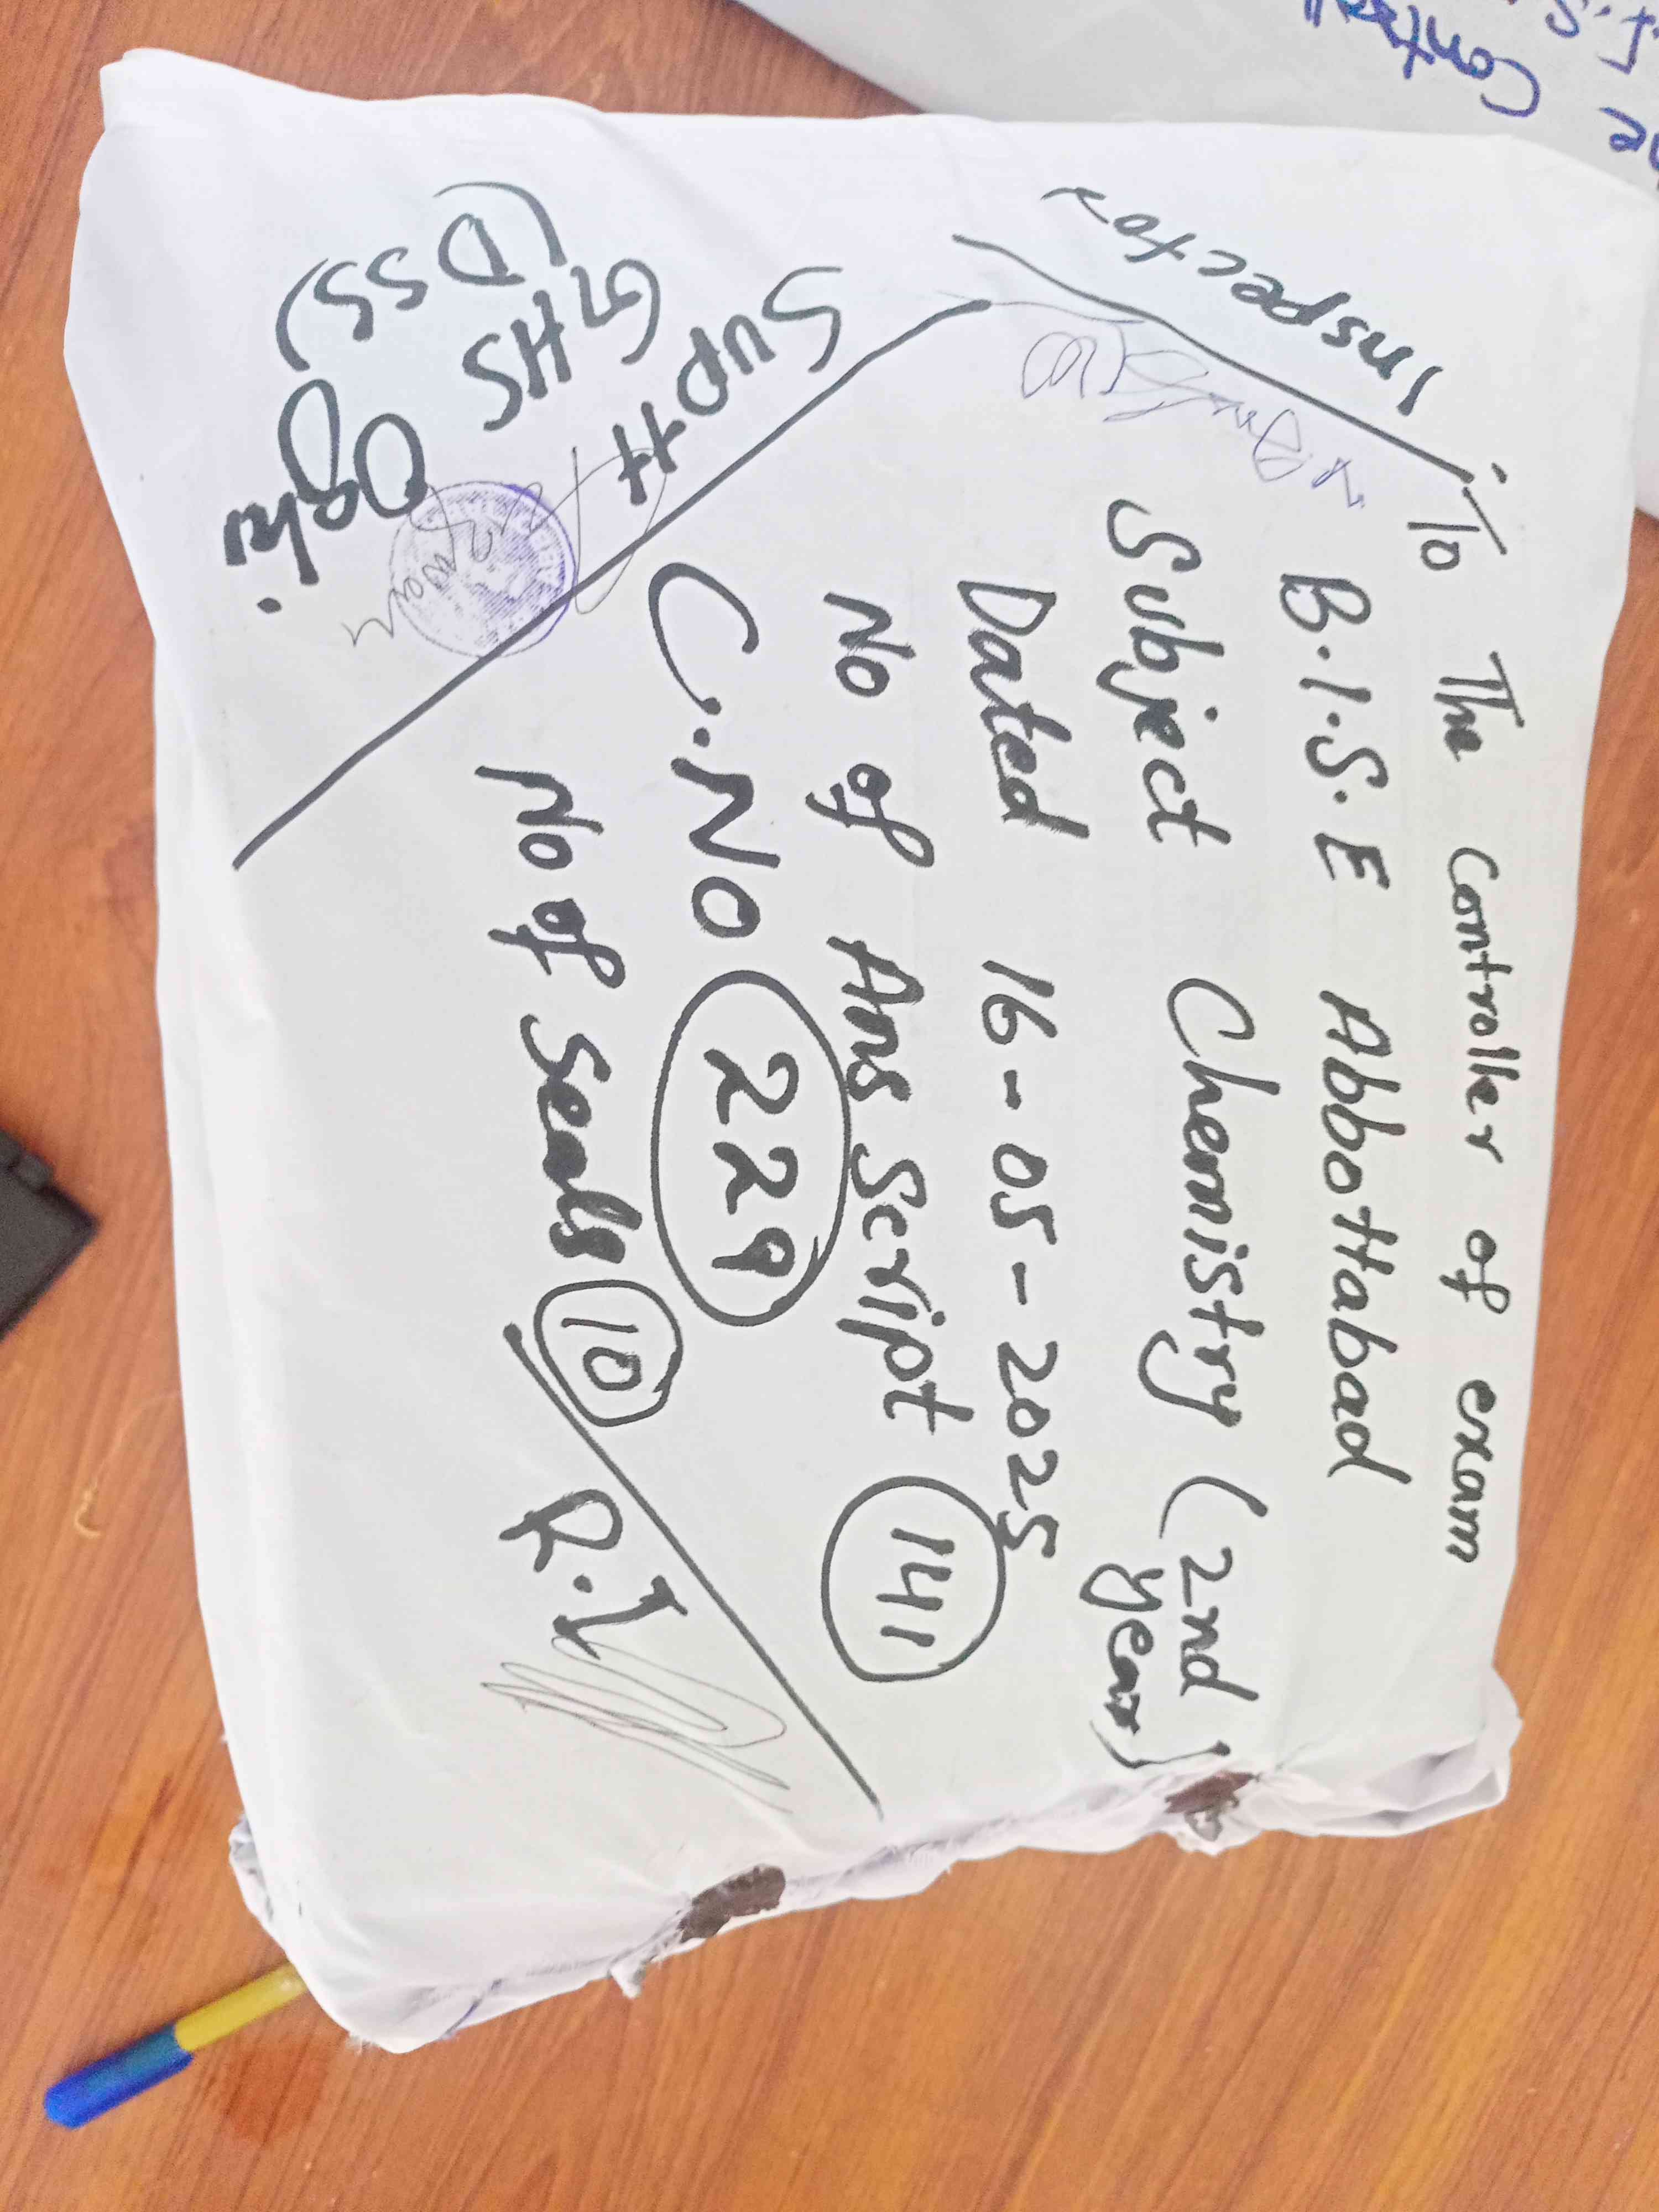 To The Controller of exam
B.I.S.E Abbottabad
Subject Chemistry (2nd
year)
Dated 16-05-2025
No of Ans Script 141
C.No 229
No of Seals 10
R.I
Inspector
Supdtt
GHS
(DSS) Oghi.